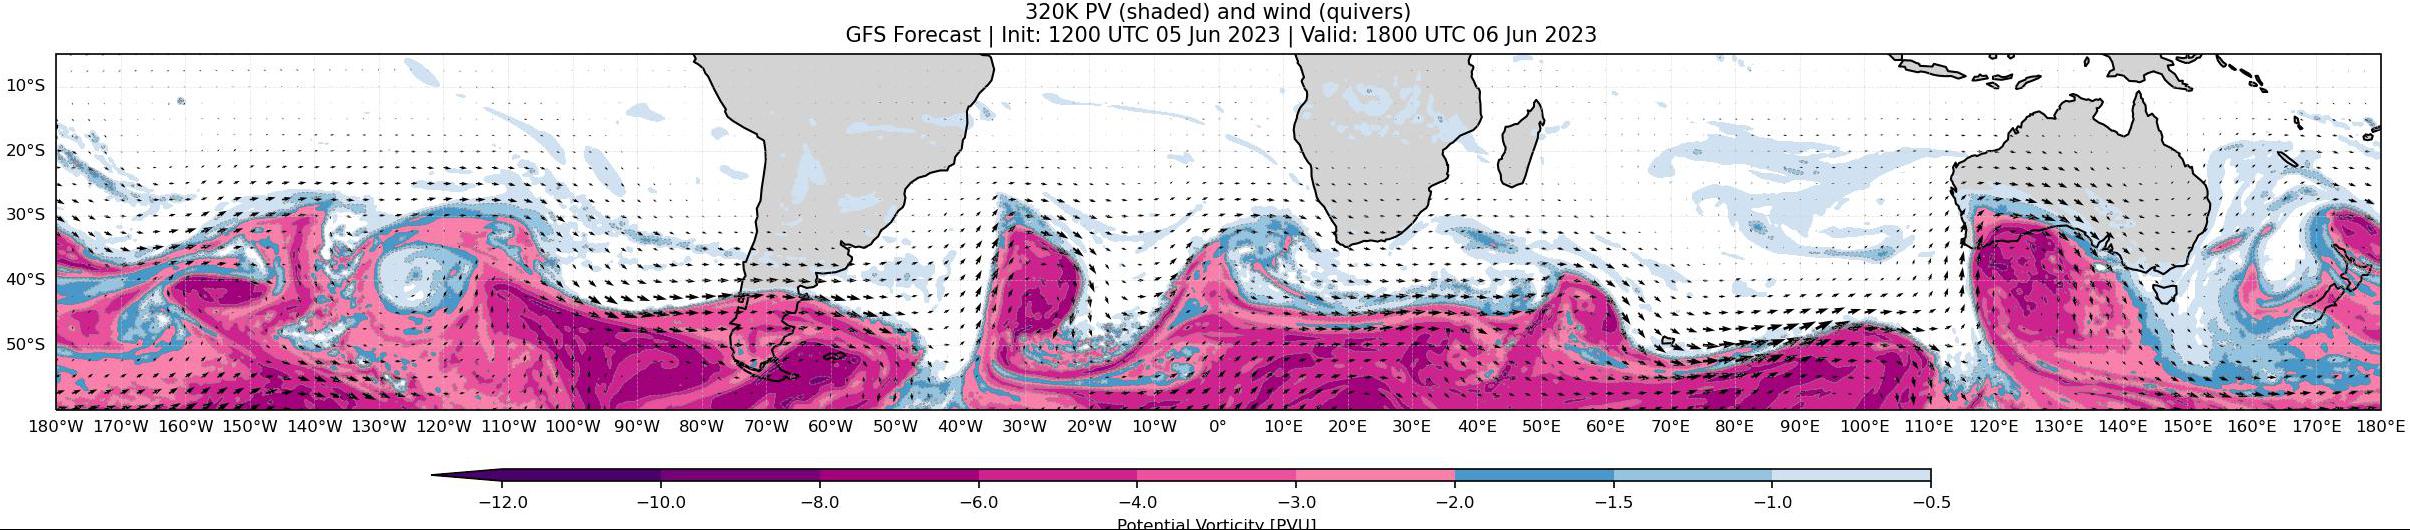 320K PV (shaded) and wind (quivers)
GFS Forecast | Init: 1200 UTC 05 Jun 2023 | Valid: 1800 UTC 06 Jun 2023
10°S
20°S
30°S
40°S
50°S
180°W 170°W 160°W 150°W 140°W 130°W 120°W 110°W 100°W 90°W 80°W 70°W 60°W 50°W 40°W 30°W 20°W 10°W 0° 10°E 20°E 30°E 40°E 50°E 60°E 70°E 80°E 90°E 100°E 110°E 120°E 130°E 140°E 150°E 160°E 170°E 180°E
−12.0 −10.0 −8.0 −6.0 −4.0 −3.0 −2.0 −1.5 −1.0 −0.5
Potential Vorticity [PVU]